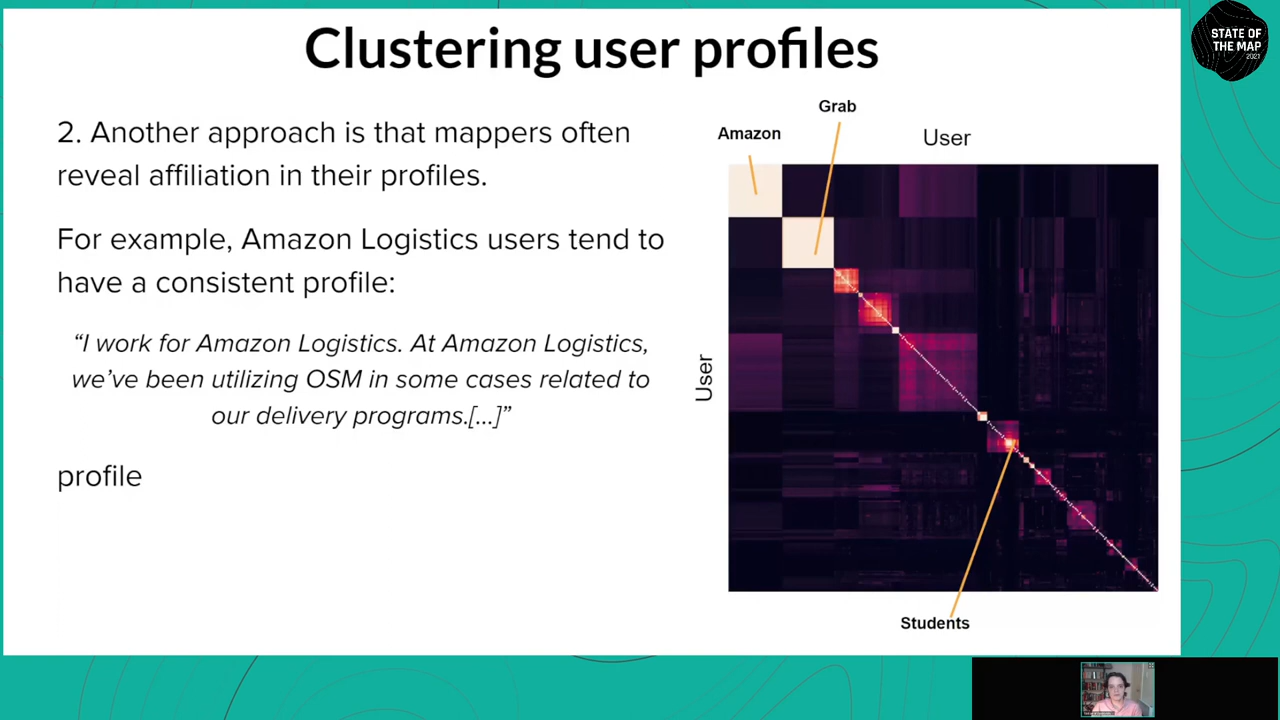 Clustering user profiles
STATE OF
THE MAP
2021
2. Another approach is that mappers often
reveal affiliation in their profiles.
For example, Amazon Logistics users tend to
have a consistent profile:
“I work for Amazon Logistics. At Amazon Logistics,
we’ve been utilizing OSM in some cases related to
our delivery programs.[...]”
profile
Grab
Amazon
User
User
Students